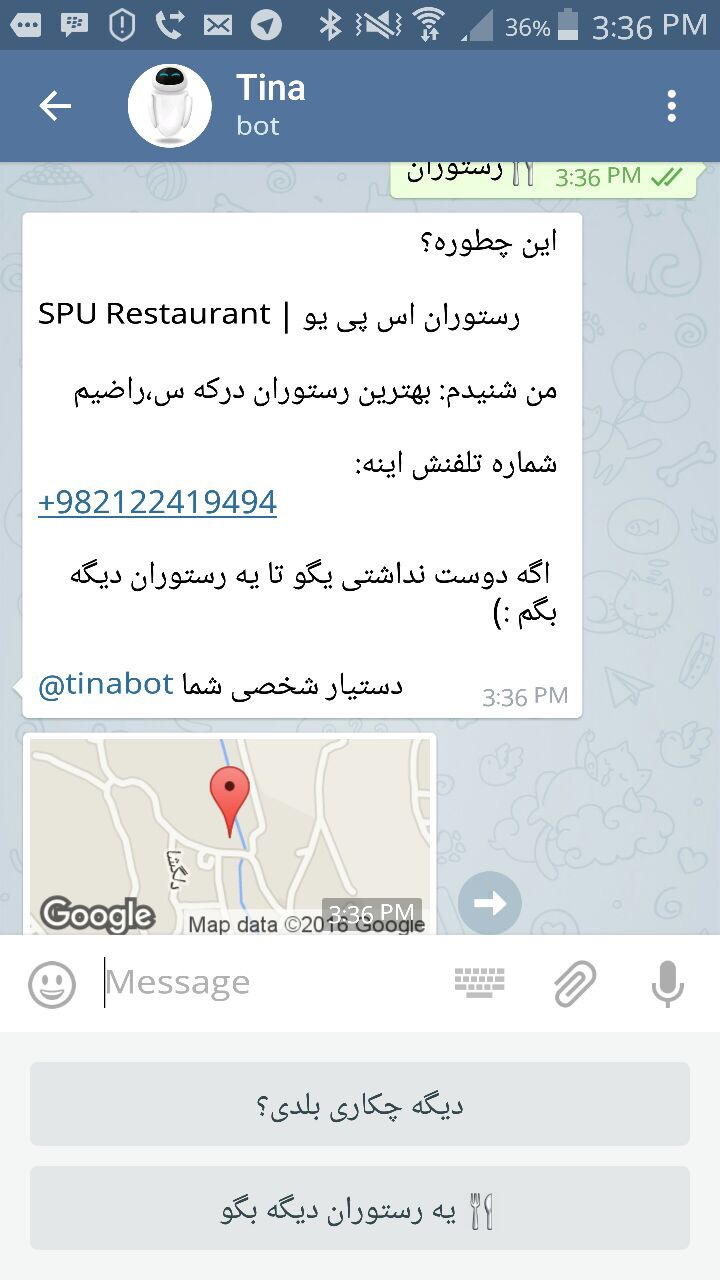 36% 3:36 PM
Tina
bot
رستوران 3:36 PM
این چطوره؟
رستوران اس پی یو | SPU Restaurant
من شنیدم: بهترین رستوران درکه س،راضیم
شماره تلفنش اینه:
+982122419494
اگه دوست نداشتی یگو تا یه رستوران دیگه
بگم :)
دستیار شخصی شما @tinabot
3:36 PM
دلگشا
3:36 PM
Google Map data ©2016 Google
Message
دیگه چکاری بلدی؟
یه رستوران دیگه بگو